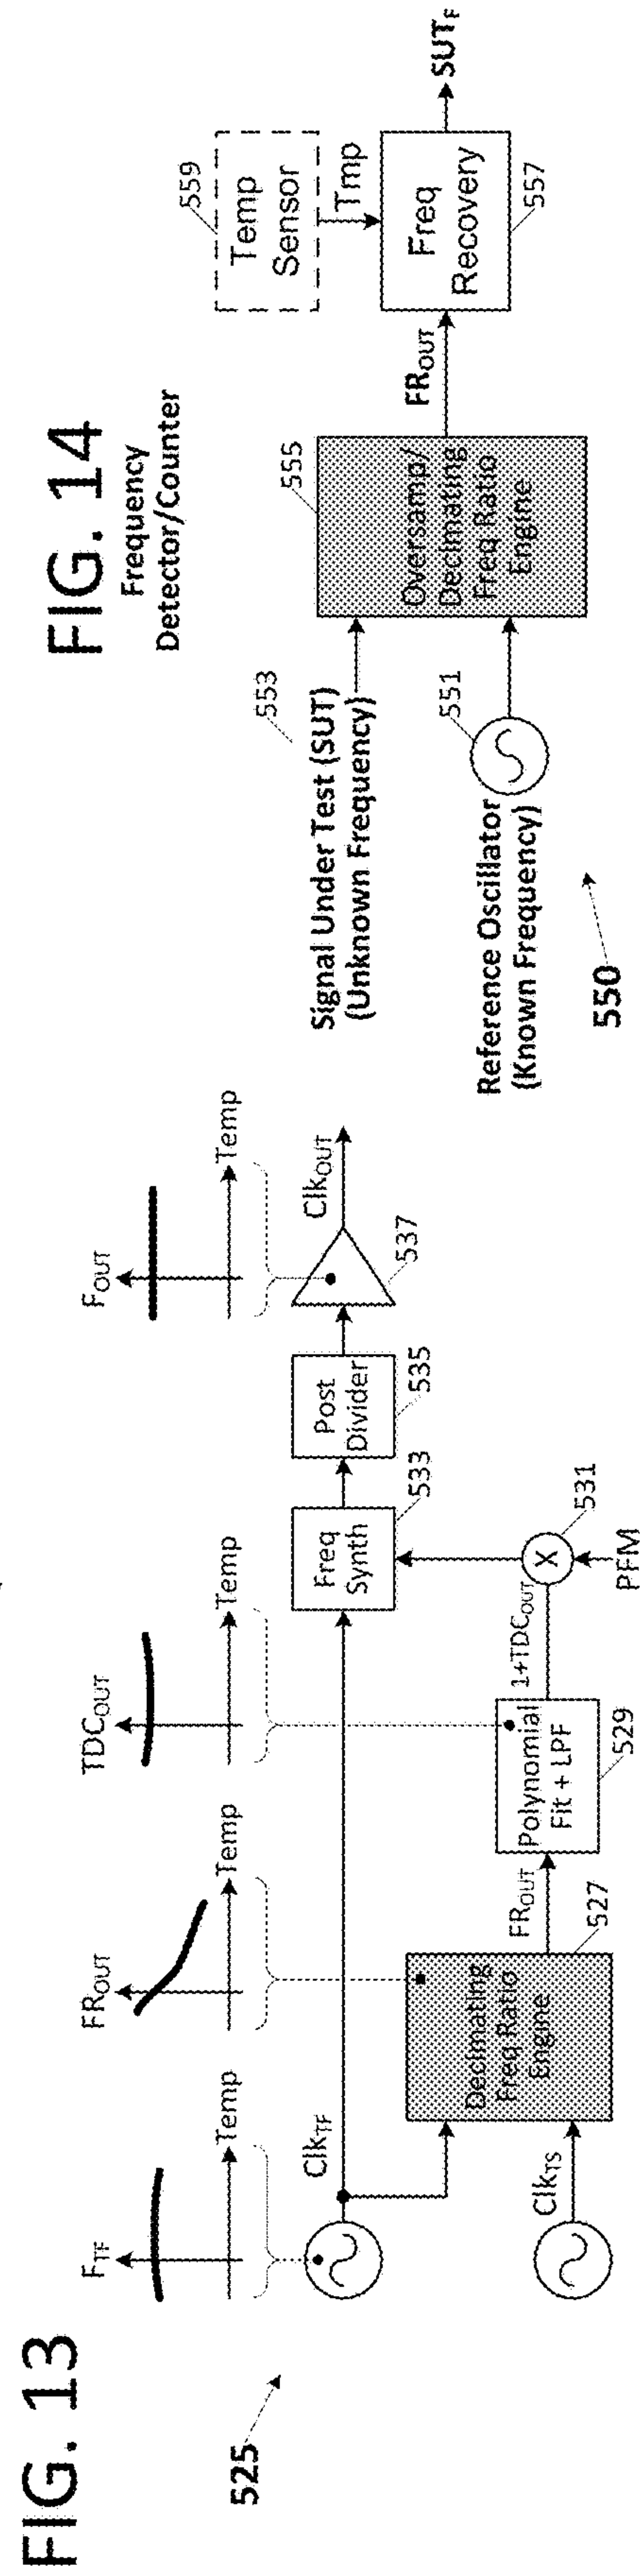 FIG. 13
525
F_TF
Temp
FR_OUT
Temp
TDC_OUT
Temp
F_OUT
Temp
Clk_TF
Clk_TS
Decimating
Freq Ratio
Engine
527
FR_OUT
Polynomial
Fit + LPF
529
1+TDC_OUT
X
531
PFM
Freq
Synth
533
Post
Divider
535
537
Clk_OUT
FIG. 14
Frequency
Detector/Counter
553
Signal Under Test (SUT)
(Unknown Frequency)
551
Reference Oscillator
(Known Frequency)
550
555
Oversamp/
Decimating
Freq Ratio
Engine
FR_OUT
559
Temp
Sensor
Tmp
Freq
Recovery
557
SUT_F